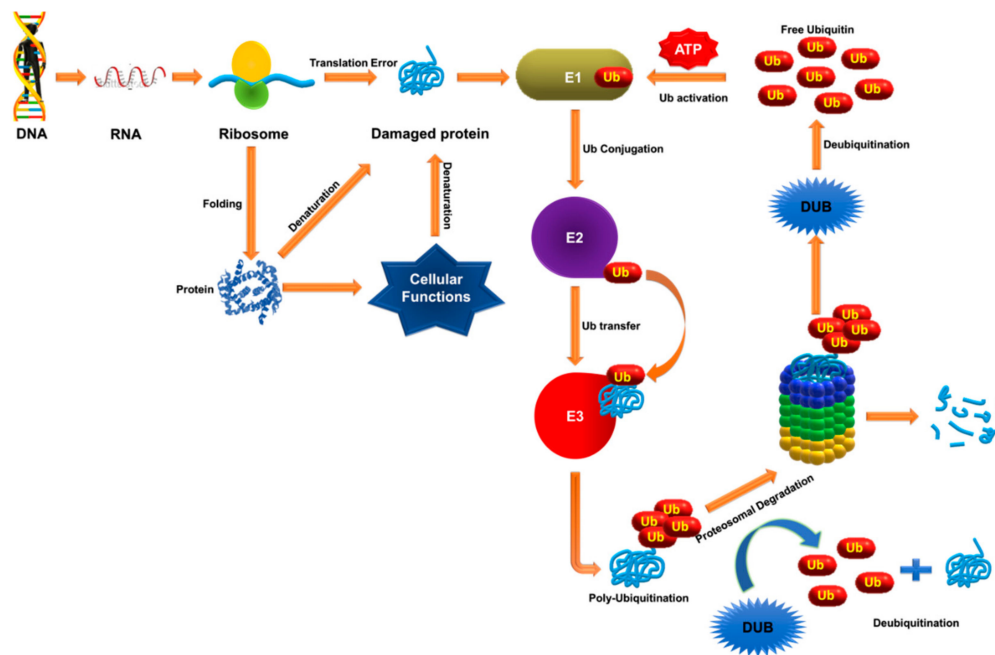 Free Ubiquitin
Ub
Ub
Ub
Ub
Ub
Ub
Ub
Ub
ATP
Translation Error
E1
Ub
Ub activation
DNA
RNA
Ribosome
Damaged protein
Ub Conjugation
Deubiquitination
DUB
Folding
Denaturation
Denaturation
E2
Ub
Protein
Cellular
Functions
Ub transfer
Ub
Ub
Ub
Ub
E3
Ub
Ub
Ub
Ub
Ub
Proteosomal Degradation
Poly-Ubiquitination
Ub
Ub
Ub
Ub
DUB
Deubiquitination